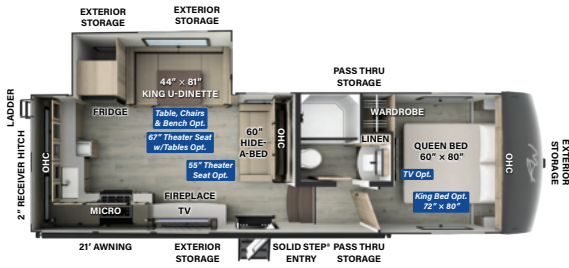 EXTERIOR
STORAGE
EXTERIOR
STORAGE
PASS THRU
STORAGE
44" × 81"
KING U-DINETTE
FRIDGE
Table, Chairs
& Bench Opt.
67" Theater Seat
w/Tables Opt.
55" Theater
Seat Opt.
60"
HIDE-
A-BED
OHC
WARDROBE
LINEN
QUEEN BED
60" × 80"
TV Opt.
King Bed Opt.
72" × 80"
OHC
EXTERIOR
STORAGE
LADDER
2" RECEIVER HITCH
OHC
MICRO
FIREPLACE
TV
21' AWNING
EXTERIOR
STORAGE
SOLID STEP®
ENTRY
PASS THRU
STORAGE